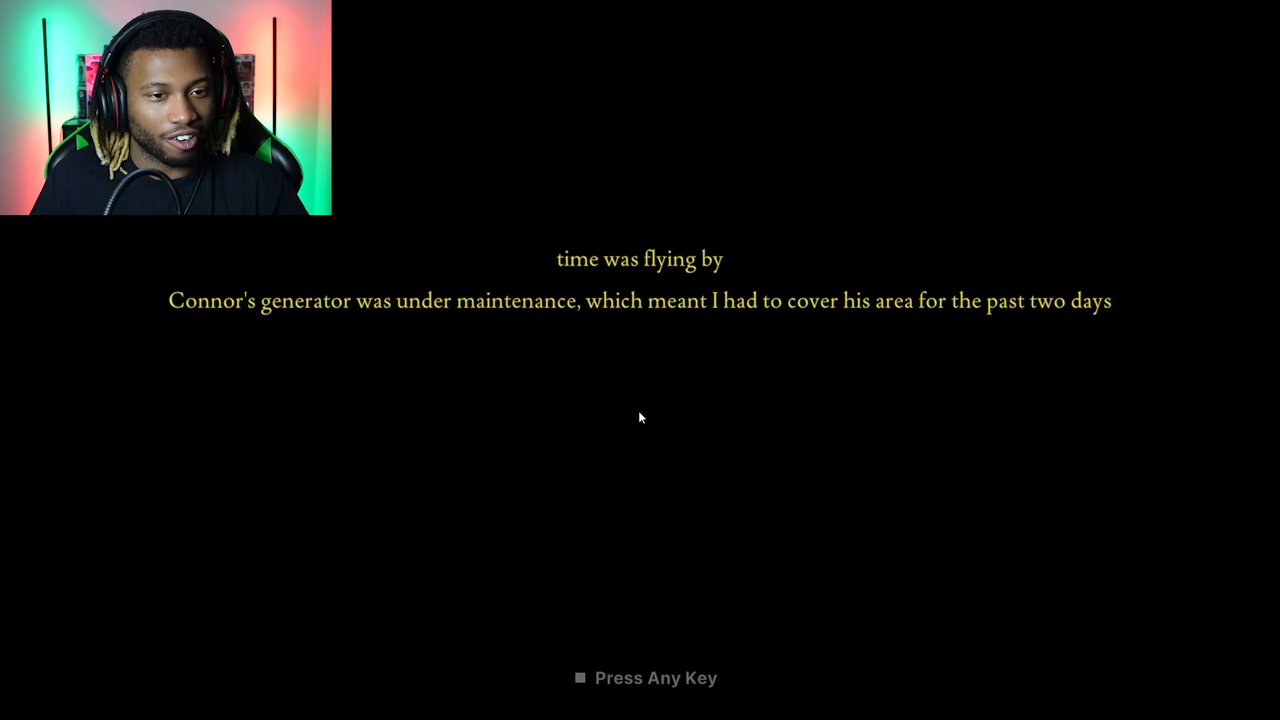 time was flying by
Connor's generator was under maintenance, which meant I had to cover his area for the past two days
Press Any Key